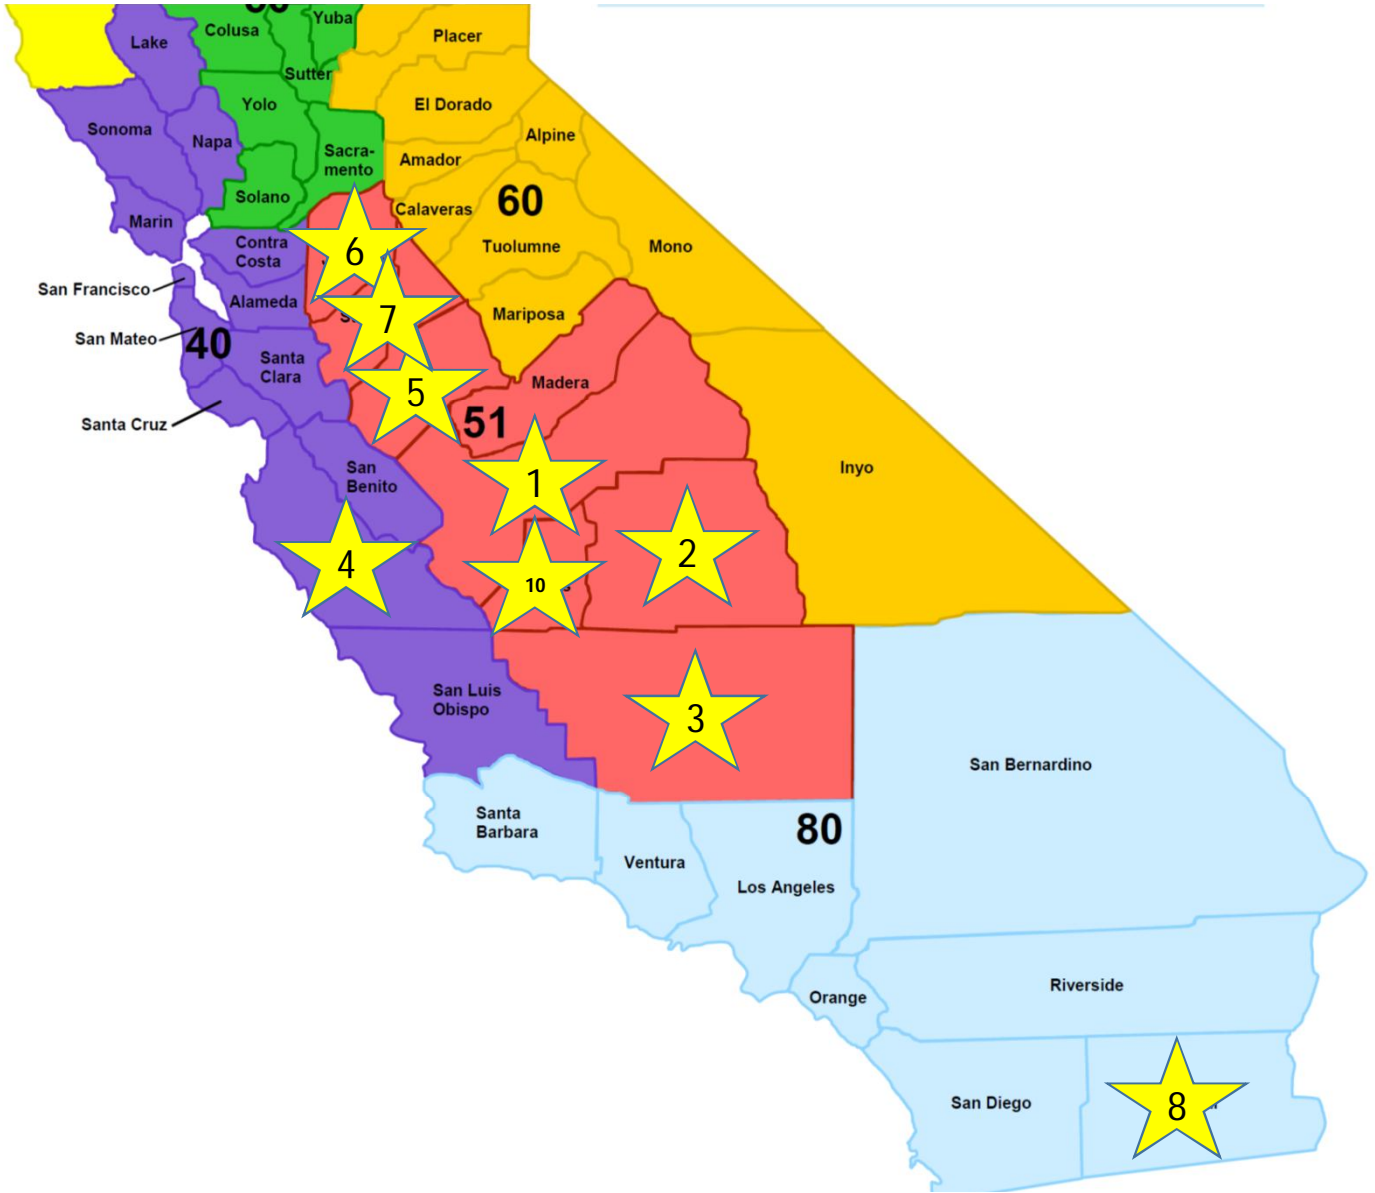 Yuba
Colusa
Placer
Lake
Sutter
Yolo
El Dorado
Sonoma
Napa
Alpine
Sacra-
mento
Amador
Solano
60
Calaveras
Marin
Contra
Costa
6
Tuolumne
Mono
San Francisco
Alameda
Mariposa
7
San Mateo
40
Santa
Clara
Madera
5
Santa Cruz
51
San
Benito
Inyo
1
4
2
10
San Luis
Obispo
3
San Bernardino
Santa
Barbara
80
Ventura
Los Angeles
Riverside
Orange
San Diego
8